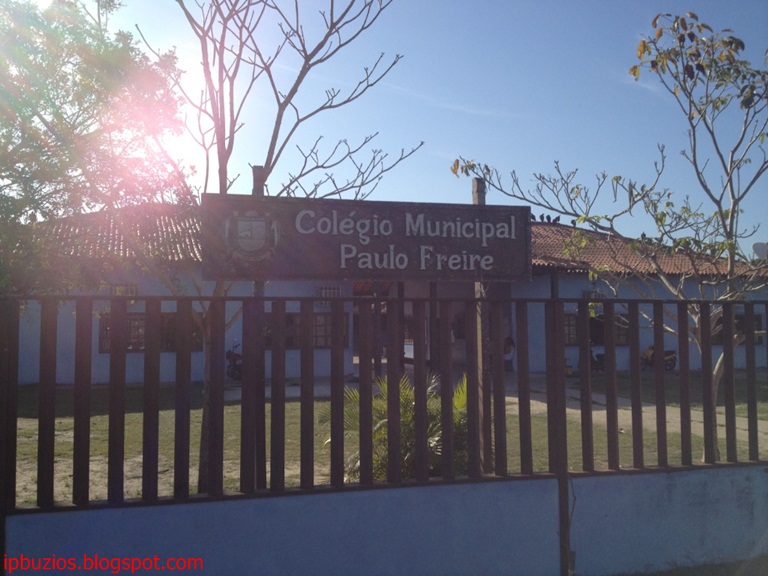 Colégio Municipal
Paulo Freire
ipbuzios.blogspot.com